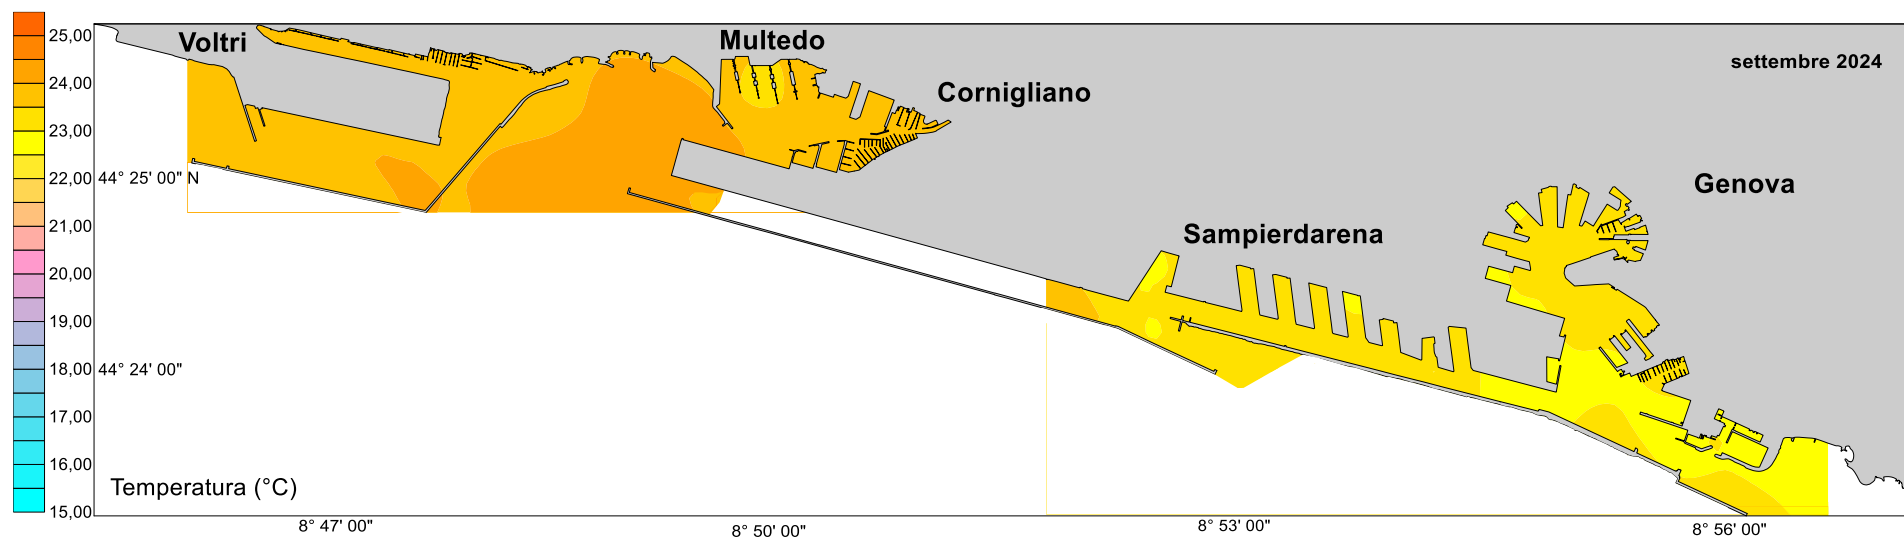 25,00
24,00
23,00
22,00
21,00
20,00
19,00
18,00
17,00
16,00
15,00
Voltri
Multedo
settembre 2024
Cornigliano
44° 25' 00" N
Genova
Sampierdarena
44° 24' 00"
Temperatura (°C)
8° 47' 00"
8° 50' 00"
8° 53' 00"
8° 56' 00"